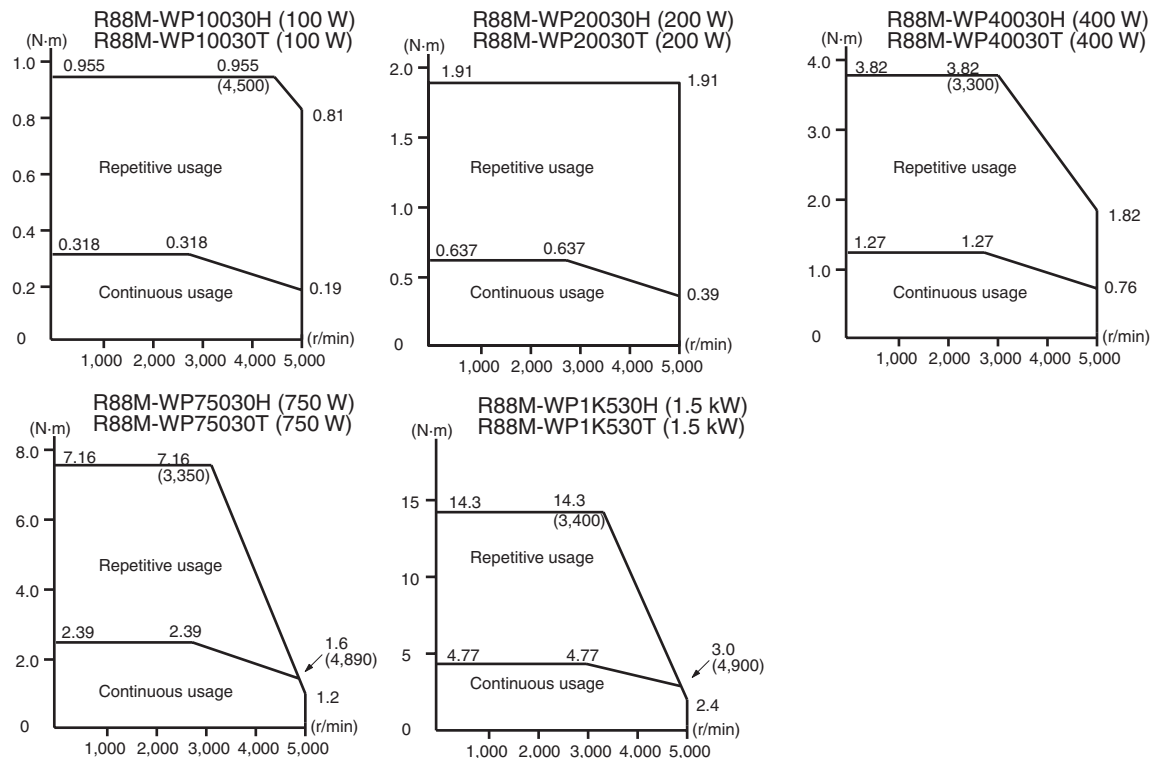 R88M-WP10030H (100 W)
R88M-WP10030T (100 W)
(N·m)
1.0
0.8
0.6
0.4
0.2
0
0.955
0.955
(4,500)
0.81
Repetitive usage
0.318
0.318
0.19
Continuous usage
(r/min)
1,000 2,000 3,000 4,000 5,000
R88M-WP20030H (200 W)
R88M-WP20030T (200 W)
(N·m)
2.0
1.5
1.0
0.5
0
1.91
1.91
Repetitive usage
0.637
0.637
0.39
Continuous usage
(r/min)
1,000 2,000 3,000 4,000 5,000
R88M-WP40030H (400 W)
R88M-WP40030T (400 W)
(N·m)
4.0
3.0
2.0
1.0
0
3.82
3.82
(3,300)
1.82
Repetitive usage
1.27
1.27
0.76
Continuous usage
(r/min)
1,000 2,000 3,000 4,000 5,000
R88M-WP75030H (750 W)
R88M-WP75030T (750 W)
(N·m)
8.0
6.0
4.0
2.0
0
7.16
7.16
(3,350)
Repetitive usage
2.39
2.39
1.6
(4,890)
1.2
Continuous usage
(r/min)
1,000 2,000 3,000 4,000 5,000
R88M-WP1K530H (1.5 kW)
R88M-WP1K530T (1.5 kW)
(N·m)
15
10
5
0
14.3
14.3
(3,400)
Repetitive usage
4.77
4.77
3.0
(4,900)
2.4
Continuous usage
(r/min)
1,000 2,000 3,000 4,000 5,000